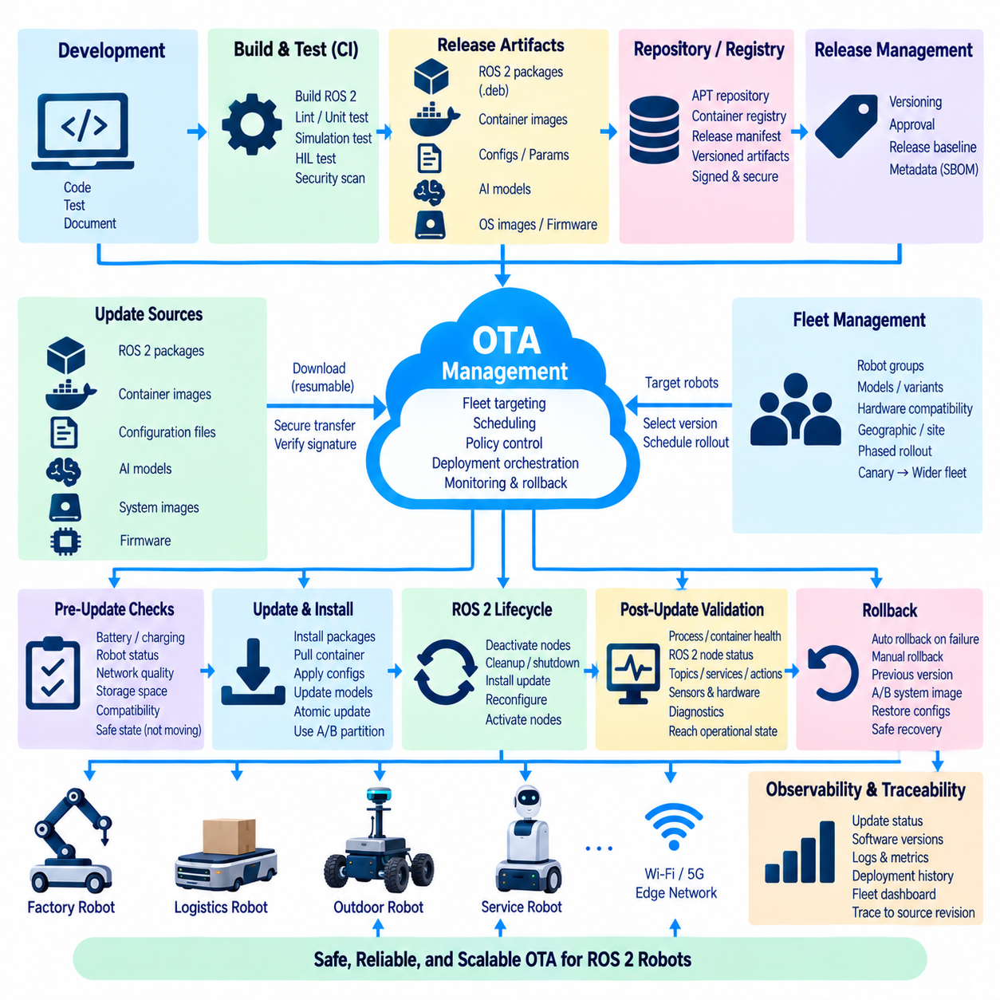 Development
</>
Code
Test
Document
Build & Test (CI)
Build ROS 2
Lint / Unit test
Simulation test
HIL test
Security scan
Release Artifacts
ROS 2 packages
(.deb)
Container images
Configs / Params
AI models
OS images / Firmware
Repository / Registry
APT repository
Container registry
Release manifest
Versioned artifacts
Signed & secure
Release Management
Versioning
Approval
Release baseline
Metadata (SBOM)
Update Sources
ROS 2 packages
Container images
Configuration files
AI models
System images
Firmware
Download
(resumable)
Secure transfer
Verify signature
OTA
Management
Fleet targeting
Scheduling
Policy control
Deployment orchestration
Monitoring & rollback
Target robots
Select version
Schedule rollout
Fleet Management
Robot groups
Models / variants
Hardware compatibility
Geographic / site
Phased rollout
Canary → Wider fleet
Pre-Update Checks
Battery / charging
Robot status
Network quality
Storage space
Compatibility
Safe state (not moving)
Update & Install
Install packages
Pull container
Apply configs
Update models
Atomic update
Use A/B partition
ROS 2 Lifecycle
Deactivate nodes
Cleanup / shutdown
Install update
Reconfigure
Activate nodes
Post-Update Validation
Process / container health
ROS 2 node status
Topics / services / actions
Sensors & hardware
Diagnostics
Reach operational state
Rollback
Auto rollback on failure
Manual rollback
Previous version
A/B system image
Restore configs
Safe recovery
Factory Robot
Logistics Robot
Outdoor Robot
Service Robot
...
Wi-Fi / 5G
Edge Network
Observability & Traceability
Update status
Software versions
Logs & metrics
Deployment history
Fleet dashboard
Trace to source revision
Safe, Reliable, and Scalable OTA for ROS 2 Robots